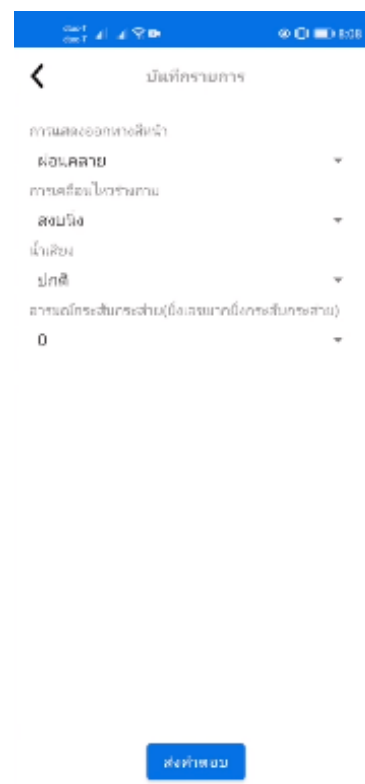 8:08
บันทึกรายการ
การแสดงออกทางสีหน้า
ผ่อนคลาย
การเคลื่อนไหวร่างกาย
สงบนิ่ง
น้ำเสียง
ปกติ
อารมณ์กระสับกระส่าย(ยิ่งเลขมากยิ่งกระสับกระส่าย)
0
ส่งคำตอบ